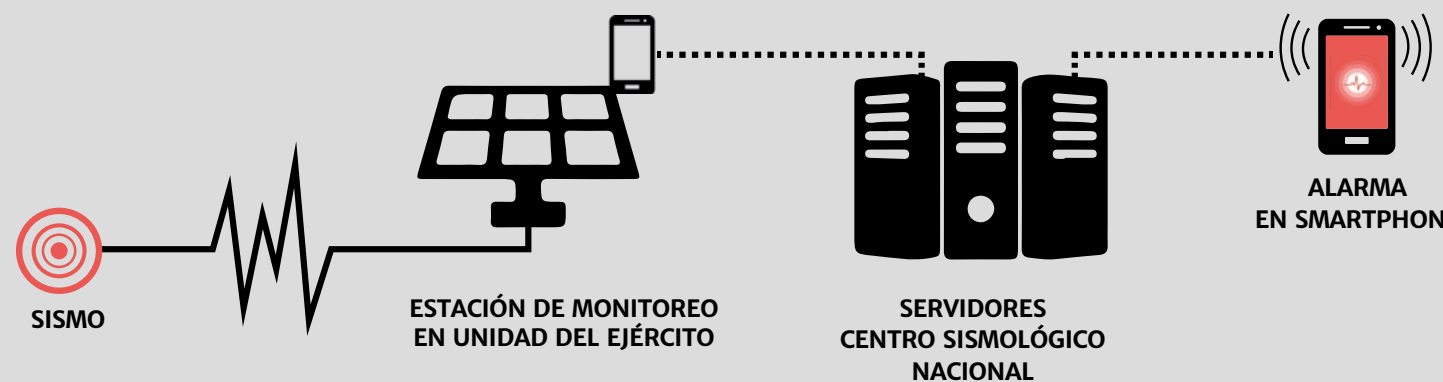 SISMO
ESTACIÓN DE MONITOREO
EN UNIDAD DEL EJÉRCITO
SERVIDORES
CENTRO SISMOLÓGICO
NACIONAL
ALARMA
EN SMARTPHON